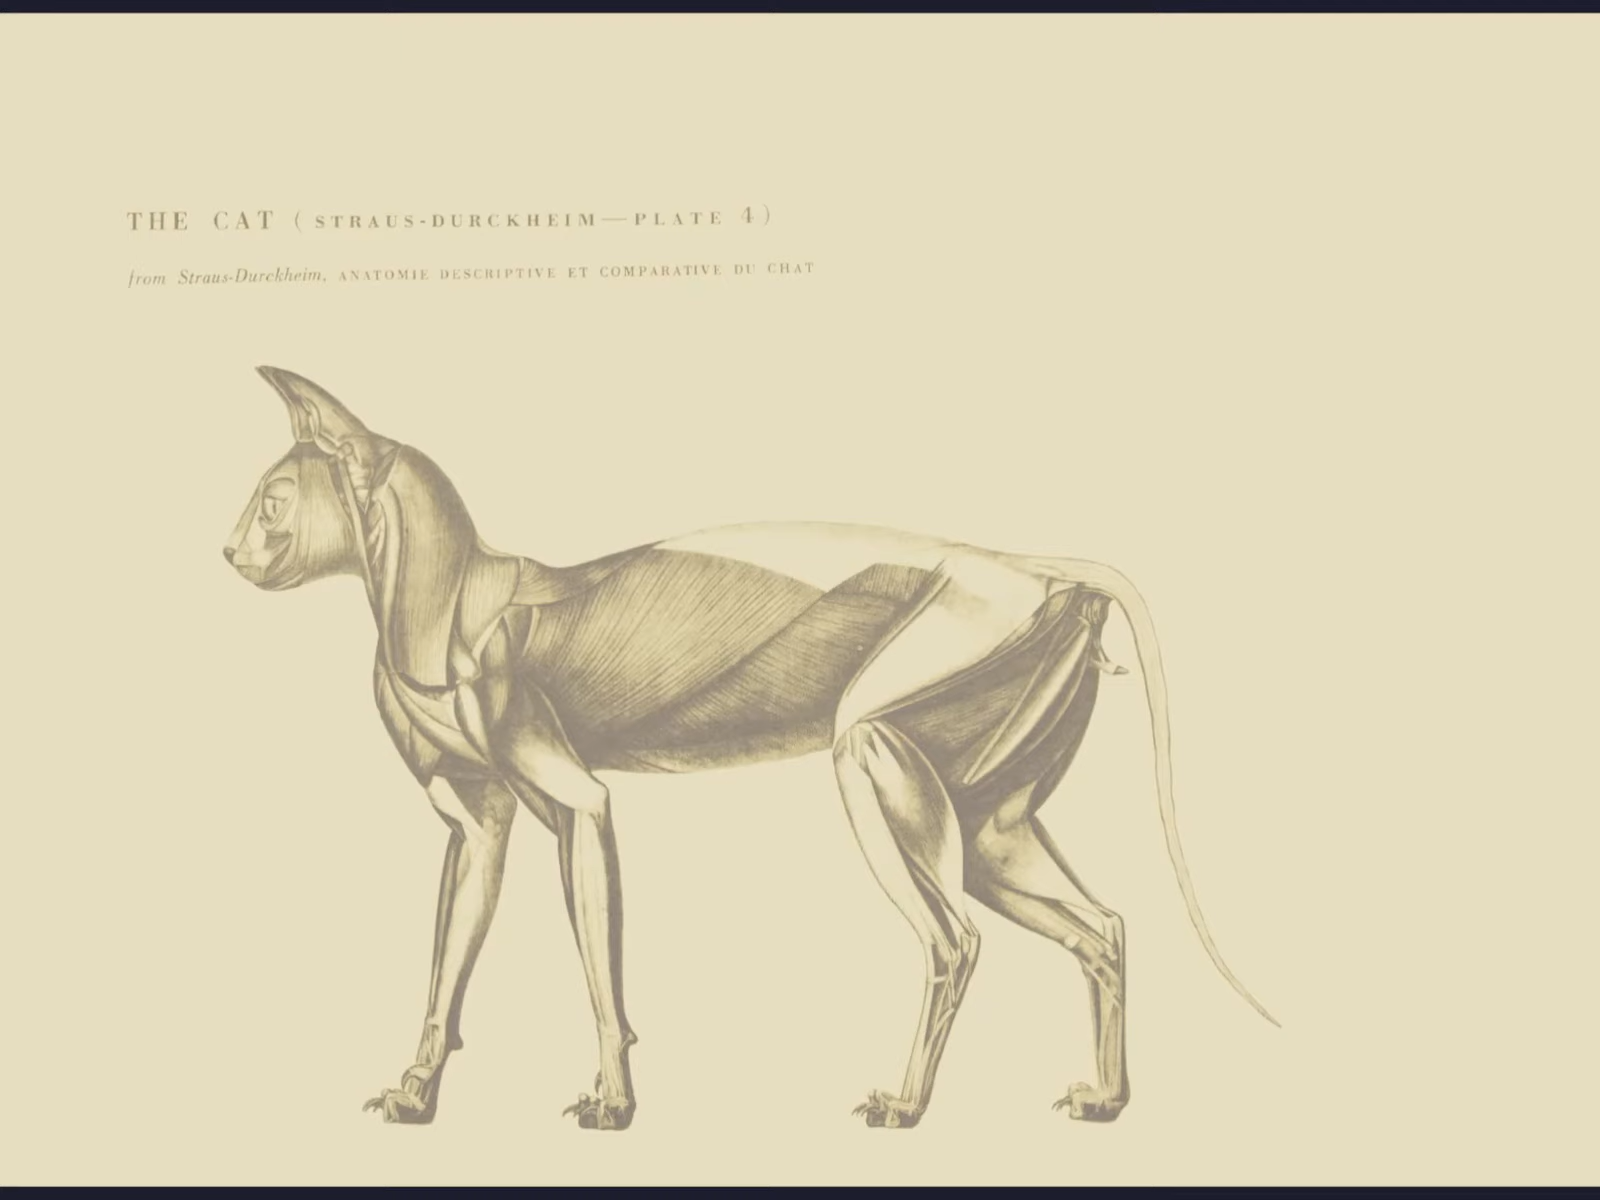 THE CAT (STRAUS-DURCKHEIM—PLATE 4)
from Straus-Durckheim, ANATOMIE DESCRIPTIVE ET COMPARATIVE DU CHAT